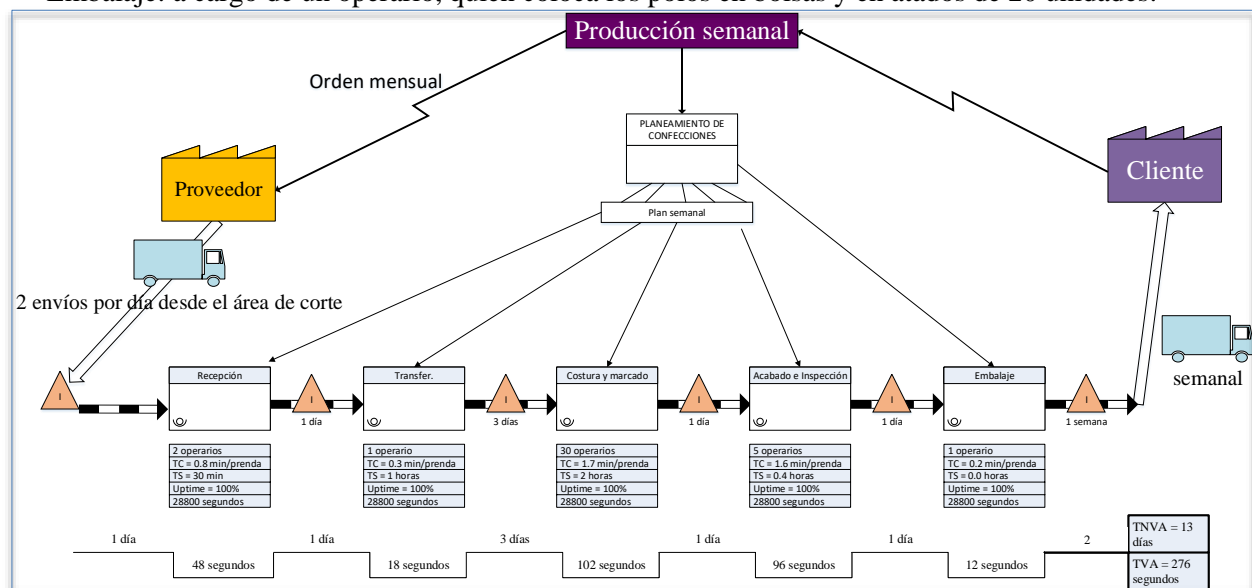 Embalaje: a cargo de un operario, quien coloca los polos en bolsas y en atados de 20 unidades.
Producción semanal
Orden mensual
PLANEAMIENTO DE
CONFECCIONES
Proveedor
Cliente
Plan semanal
2 envíos por día desde el área de corte
semanal
I
Recepción
I
1 día
Transfer.
I
3 días
Costura y marcado
I
1 día
Acabado e Inspección
I
1 día
Embalaje
I
1 semana
2 operarios
TC = 0.8 min/prenda
TS = 30 min
Uptime = 100%
28800 segundos
1 operario
TC = 0.3 min/prenda
TS = 1 horas
Uptime = 100%
28800 segundos
30 operarios
TC = 1.7 min/prenda
TS = 2 horas
Uptime = 100%
28800 segundos
5 operarios
TC = 1.6 min/prenda
TS = 0.4 horas
Uptime = 100%
28800 segundos
1 operario
TC = 0.2 min/prenda
TS = 0.0 horas
Uptime = 100%
28800 segundos
1 día
48 segundos
1 día
18 segundos
3 días
102 segundos
1 día
96 segundos
1 día
12 segundos
2
TNVA = 13
días
TVA = 276
segundos